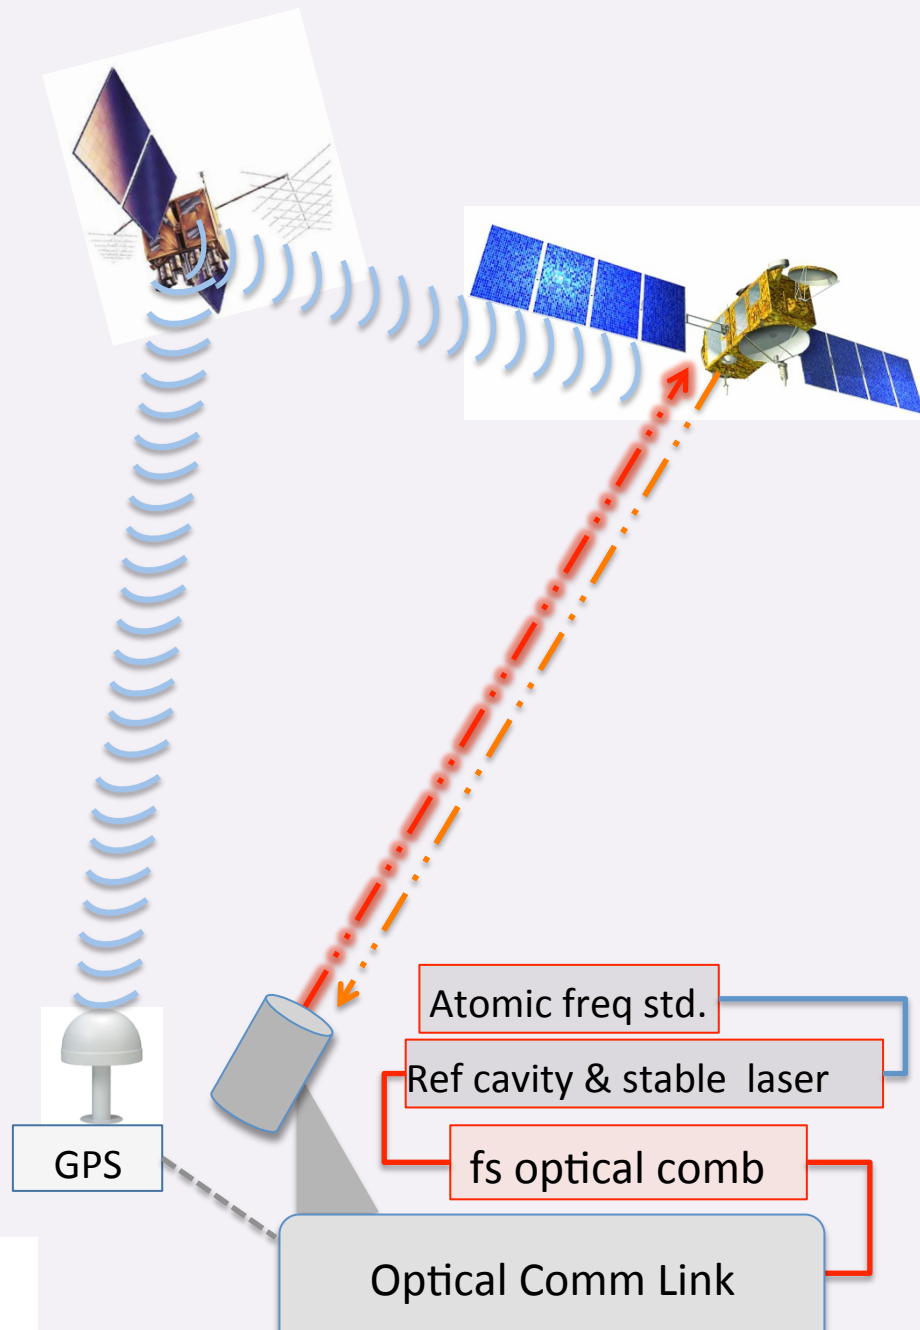 Atomic freq std.
Ref cavity & stable laser
GPS
fs optical comb
Optical Comm Link